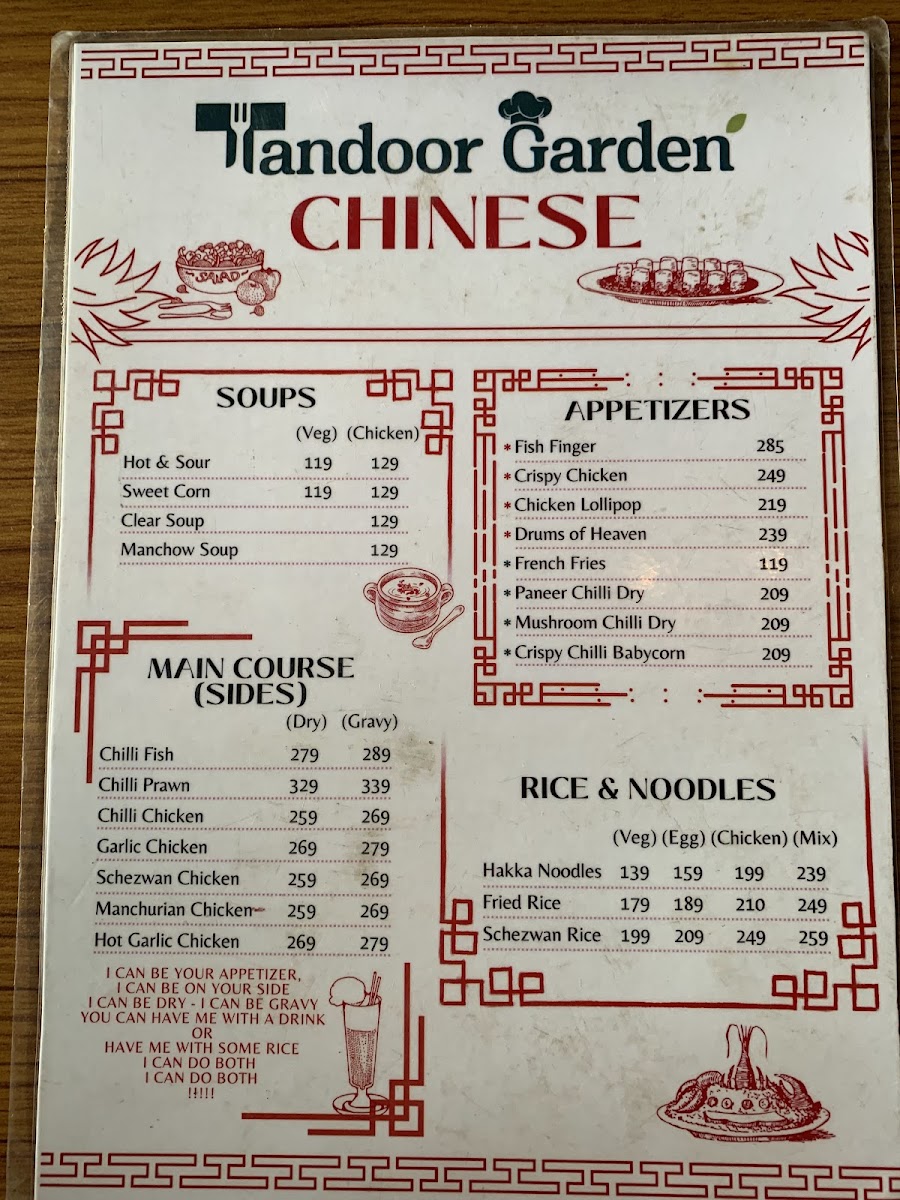 Tandoor Garden
CHINESE
SALAD
SOUPS
(Veg) (Chicken)
Hot & Sour 119 129
Sweet Corn 119 129
Clear Soup 129
Manchow Soup 129
APPETIZERS
*Fish Finger 285
*Crispy Chicken 249
*Chicken Lollipop 219
*Drums of Heaven 239
*French Fries 119
*Paneer Chilli Dry 209
*Mushroom Chilli Dry 209
*Crispy Chilli Babycorn 209
MAIN COURSE
(SIDES)
(Dry) (Gravy)
Chilli Fish 279 289
Chilli Prawn 329 339
Chilli Chicken 259 269
Garlic Chicken 269 279
Schezwan Chicken 259 269
Manchurian Chicken 259 269
Hot Garlic Chicken 269 279
I CAN BE YOUR APPETIZER,
I CAN BE ON YOUR SIDE
I CAN BE DRY - I CAN BE GRAVY
YOU CAN HAVE ME WITH A DRINK
OR
HAVE ME WITH SOME RICE
I CAN DO BOTH
I CAN DO BOTH
!!!!!
RICE & NOODLES
(Veg) (Egg) (Chicken) (Mix)
Hakka Noodles 139 159 199 239
Fried Rice 179 189 210 249
Schezwan Rice 199 209 249 259